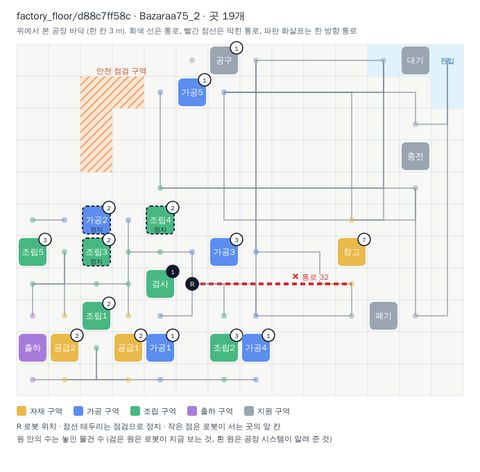 factory_floor/d88c7ff58c · Bazaraa75_2 · 곳 19개
위에서 본 공장 바닥 (한 칸 3 m). 회색 선은 통로, 빨간 점선은 막힌 통로, 파란 화살표는 한 방향 통로
공구 1
대기
진입
안전 점검 구역
가공5 1
충전
가공2 2
정지
조립4 2
정지
조립5 3
조립3 2
정지
가공3 3
창고 7
검사 1
R
✕ 통로 32
조립1 2
폐기
출하
공급2 2
공급1 2
가공1 1
조립2 3
가공4 1
자재 구역
가공 구역
조립 구역
출하 구역
지원 구역
R 로봇 위치 · 점선 테두리는 점검으로 정지 · 작은 점은 로봇이 서는 곳의 앞 칸
원 안의 수는 놓인 물건 수 (검은 원은 로봇이 지금 보는 것, 흰 원은 공장 시스템이 알려 준 것)